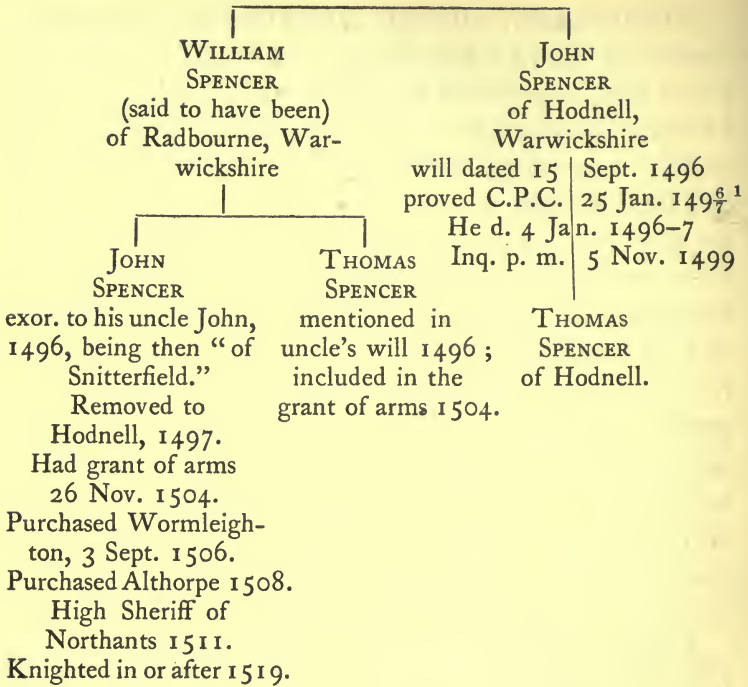 WILLIAM
SPENCER
(said to have been)
of Radbourne, War-
wickshire
JOHN
SPENCER
of Hodnell,
Warwickshire
will dated 15 Sept. 1496
proved C.P.C. 25 Jan. 149 6/7 1
He d. 4 Jan. 1496–7
Inq. p. m. 5 Nov. 1499
JOHN
SPENCER
exor. to his uncle John,
1496, being then “ of
Snitterfield.”
Removed to
Hodnell, 1497.
Had grant of arms
26 Nov. 1504.
Purchased Wormleigh-
ton, 3 Sept. 1506.
Purchased Althorpe 1508.
High Sheriff of
Northants 1511.
Knighted in or after 1519.
THOMAS
SPENCER
mentioned in
uncle's will 1496 ;
included in the
grant of arms 1504.
THOMAS
SPENCER
of Hodnell.